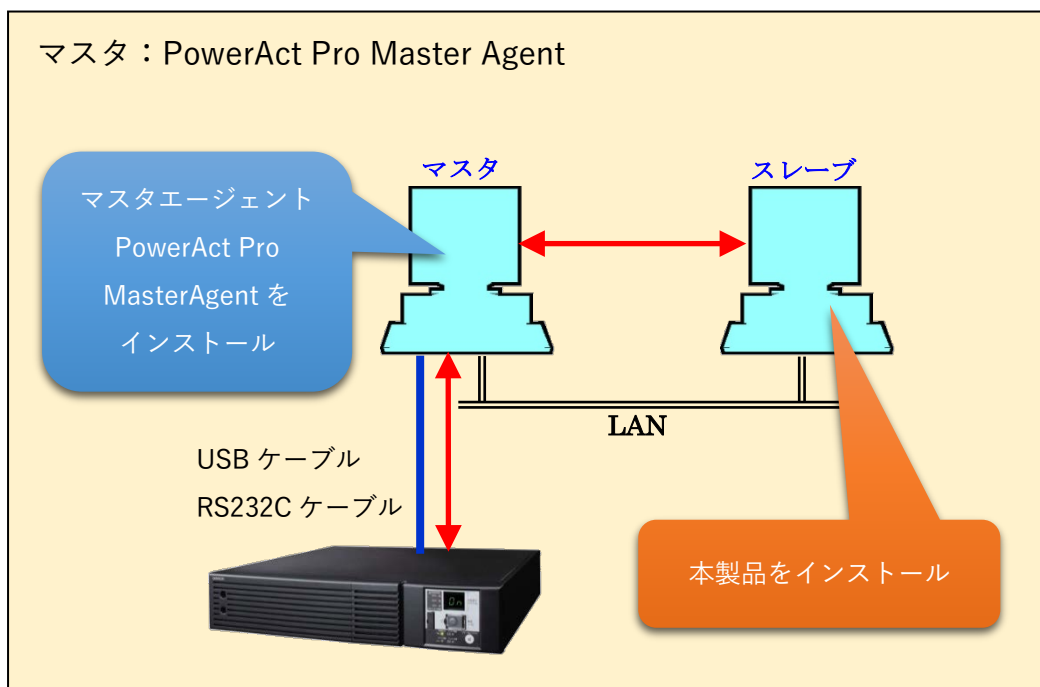 マスタ：PowerAct Pro Master Agent
マスタ
スレーブ
マスタエージェント
PowerAct Pro
MasterAgent を
インストール
LAN
USB ケーブル
RS232C ケーブル
本製品をインストール